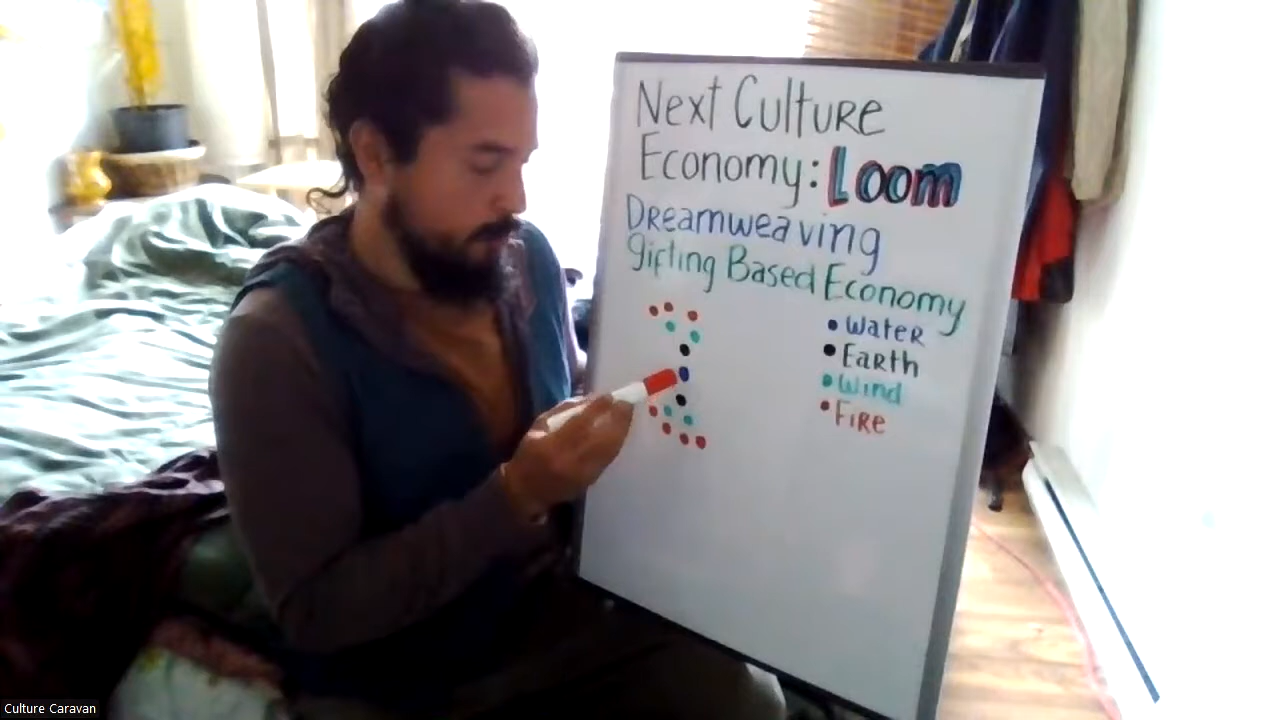 Next Culture
Economy: Loom
Dreamweaving
gifting Based Economy
Water
Earth
Wind
Fire
Culture Caravan